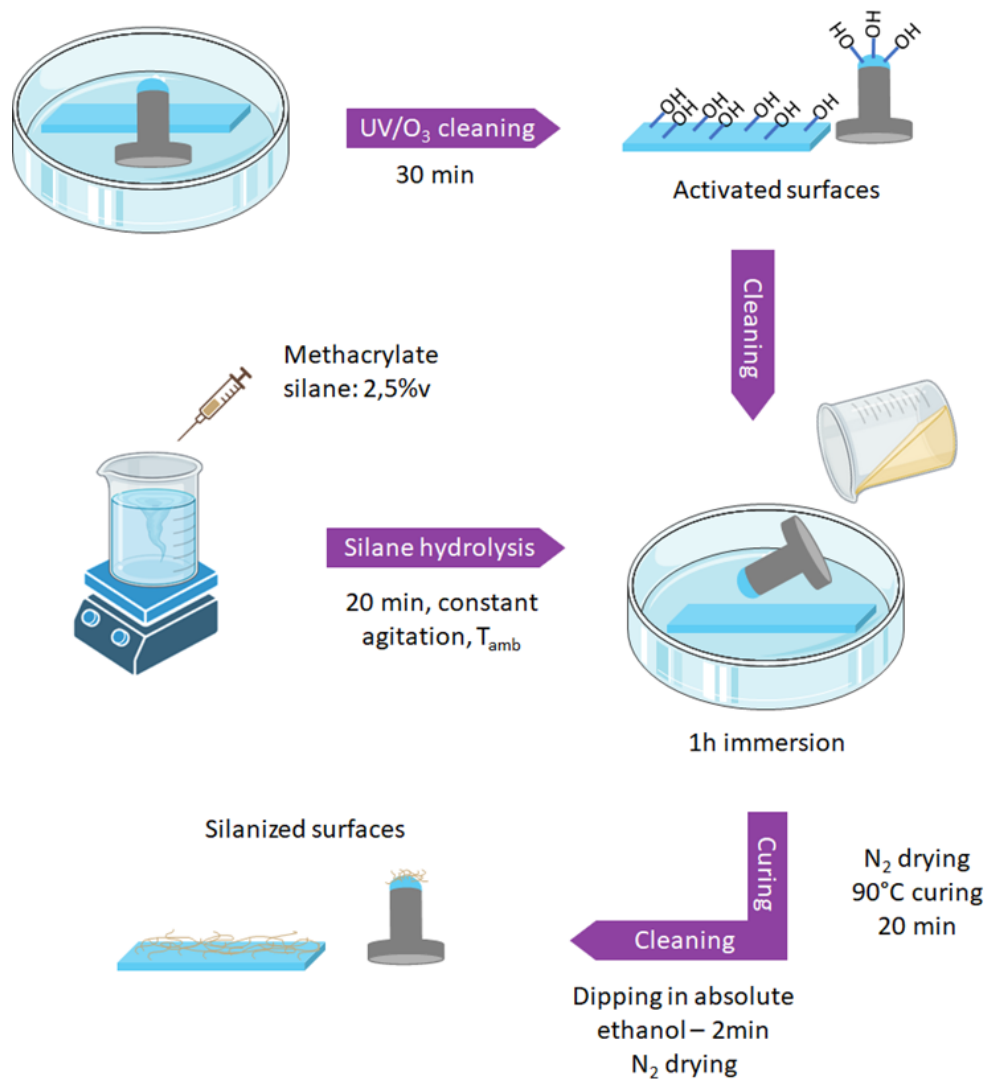 HO
OH
OH
OH
OH
OH
OH
OH
OH
OH
UV/O₃ cleaning
30 min
Activated surfaces
Cleaning
Methacrylate
silane: 2,5%v
Silane hydrolysis
20 min, constant
agitation, Tamb
1h immersion
Silanized surfaces
Curing
N₂ drying
90°C curing
20 min
Cleaning
Dipping in absolute
ethanol – 2min
N₂ drying